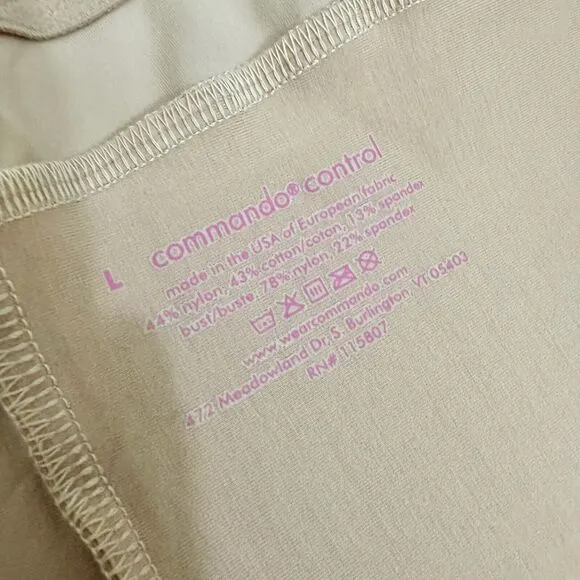 L
commando® control
made in the USA of European fabric
44% nylon, 43% cotton/coton, 13% spandex
bust/buste: 78% nylon, 22% spandex
www.wearcommando.com
472 Meadowland Dr, S. Burlington, VT 05403
RN# 115807